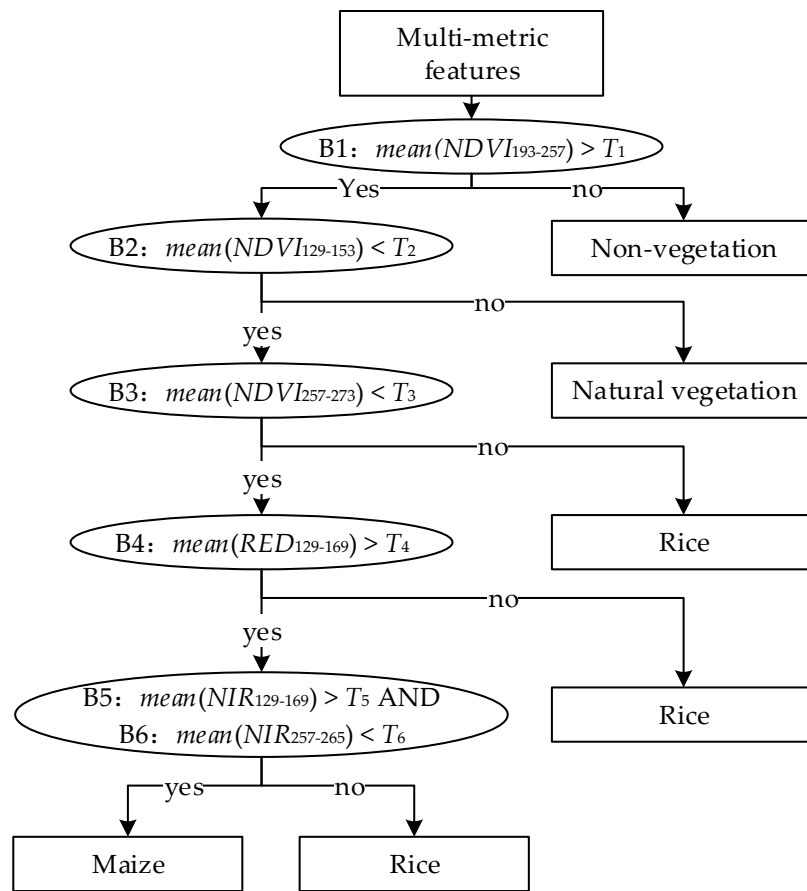 Multi-metric
features
B1: mean(NDVI193-257) > T1
Yes
no
B2: mean(NDVI129-153) < T2
Non-vegetation
no
yes
B3: mean(NDVI257-273) < T3
Natural vegetation
no
yes
B4: mean(RED129-169) > T4
Rice
no
yes
B5: mean(NIR129-169) > T5 AND
B6: mean(NIR257-265) < T6
Rice
yes
no
Maize
Rice